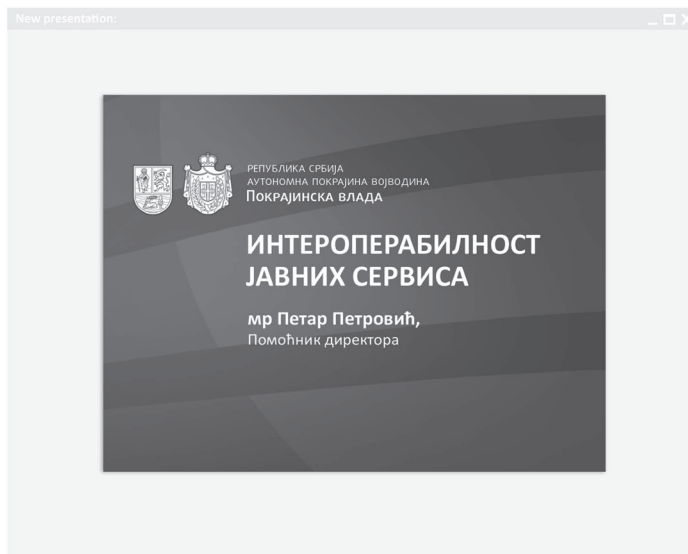 New presentation:
РЕПУБЛИКА СРБИЈА
АУТОНОМНА ПОКРАЈИНА ВОЈВОДИНА
ПОКРАЈИНСКА ВЛАДА
ИНТЕРОПЕРАБИЛНОСТ
ЈАВНИХ СЕРВИСА
мр Петар Петровић,
Помоћник директора